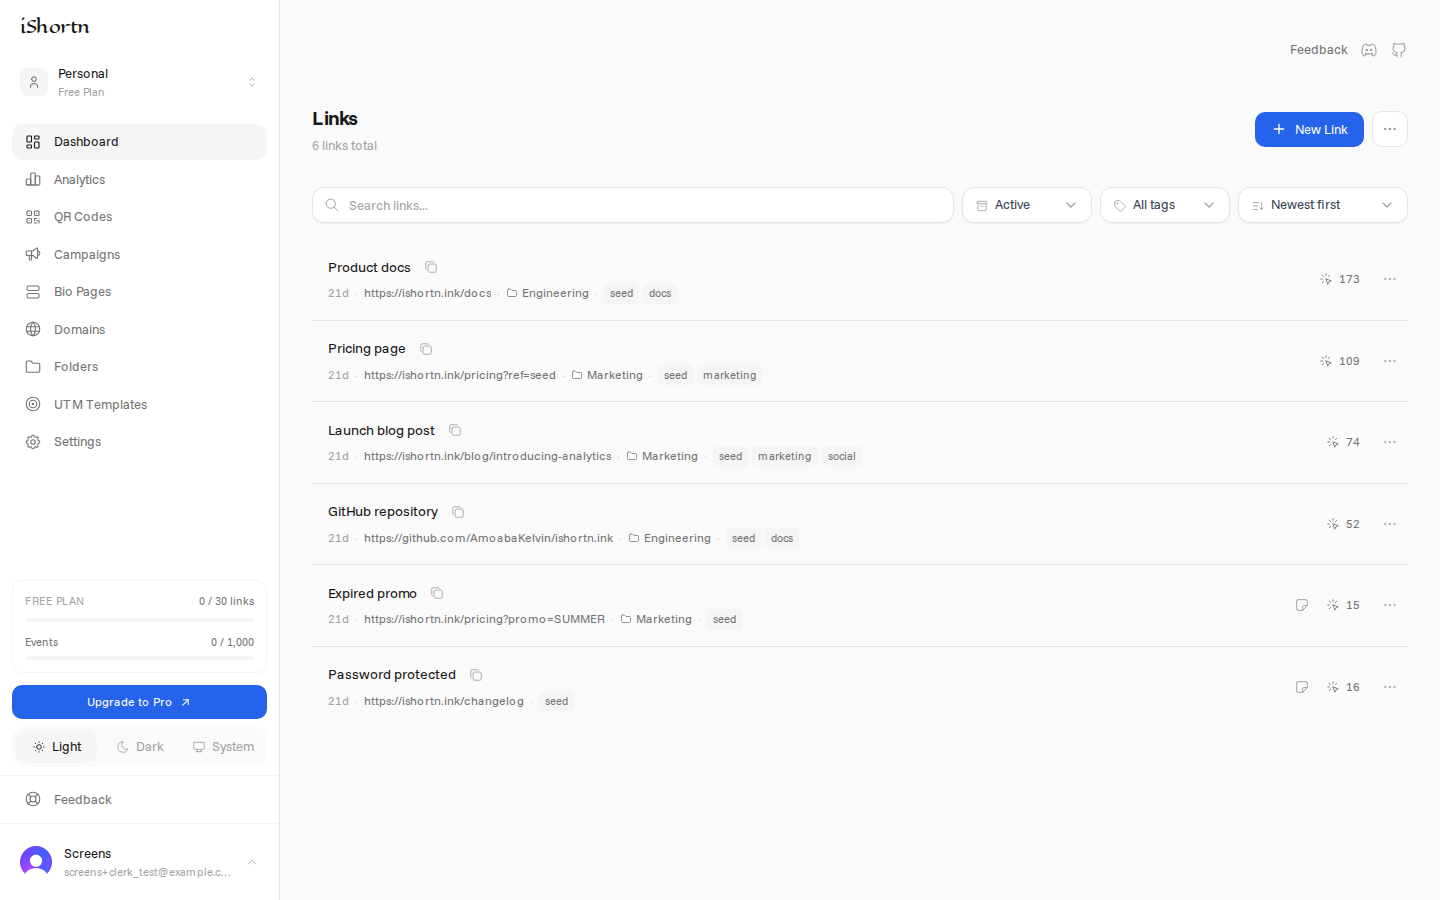 iShortn
Personal
Free Plan
Dashboard
Analytics
QR Codes
Campaigns
Bio Pages
Domains
Folders
UTM Templates
Settings
FREE PLAN 0 / 30 links
Events 0 / 1,000
Upgrade to Pro
Light Dark System
Feedback
Screens
screens+clerk_test@example.c...
Feedback
Links
6 links total
New Link
Search links...
Active
All tags
Newest first
Product docs
21d · https://ishortn.ink/docs · Engineering · seed docs
173
Pricing page
21d · https://ishortn.ink/pricing?ref=seed · Marketing · seed marketing
109
Launch blog post
21d · https://ishortn.ink/blog/introducing-analytics · Marketing · seed marketing social
74
GitHub repository
21d · https://github.com/AmoabaKelvin/ishortn.ink · Engineering · seed docs
52
Expired promo
21d · https://ishortn.ink/pricing?promo=SUMMER · Marketing · seed
15
Password protected
21d · https://ishortn.ink/changelog · seed
16